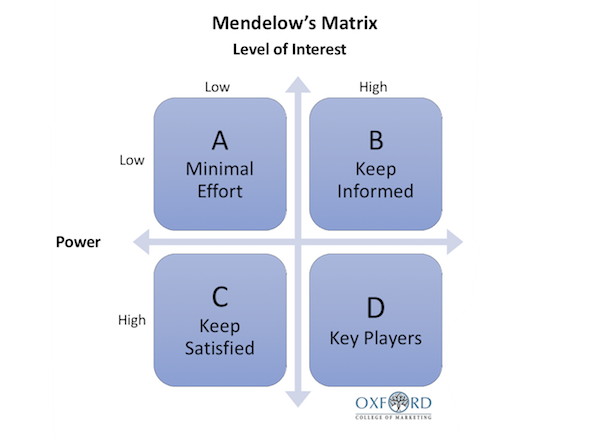 Mendelow's Matrix
Level of Interest
Low
High
Low
A
Minimal
Effort
B
Keep
Informed
Power
High
C
Keep
Satisfied
D
Key Players
OXFORD
COLLEGE OF MARKETING